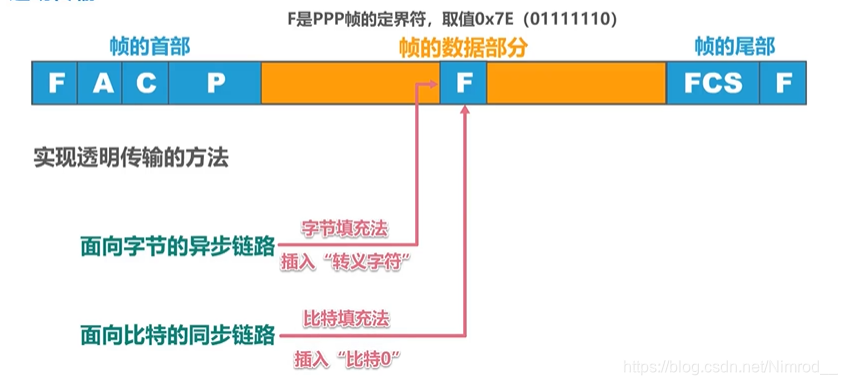 F是PPP帧的定界符，取值0x7E（01111110）
帧的首部 帧的数据部分 帧的尾部
F A C P F FCS F
实现透明传输的方法
字节填充法
面向字节的异步链路
插入“转义字符”
比特填充法
面向比特的同步链路
插入“比特0”
https://blog.csdn.net/Nimrod__